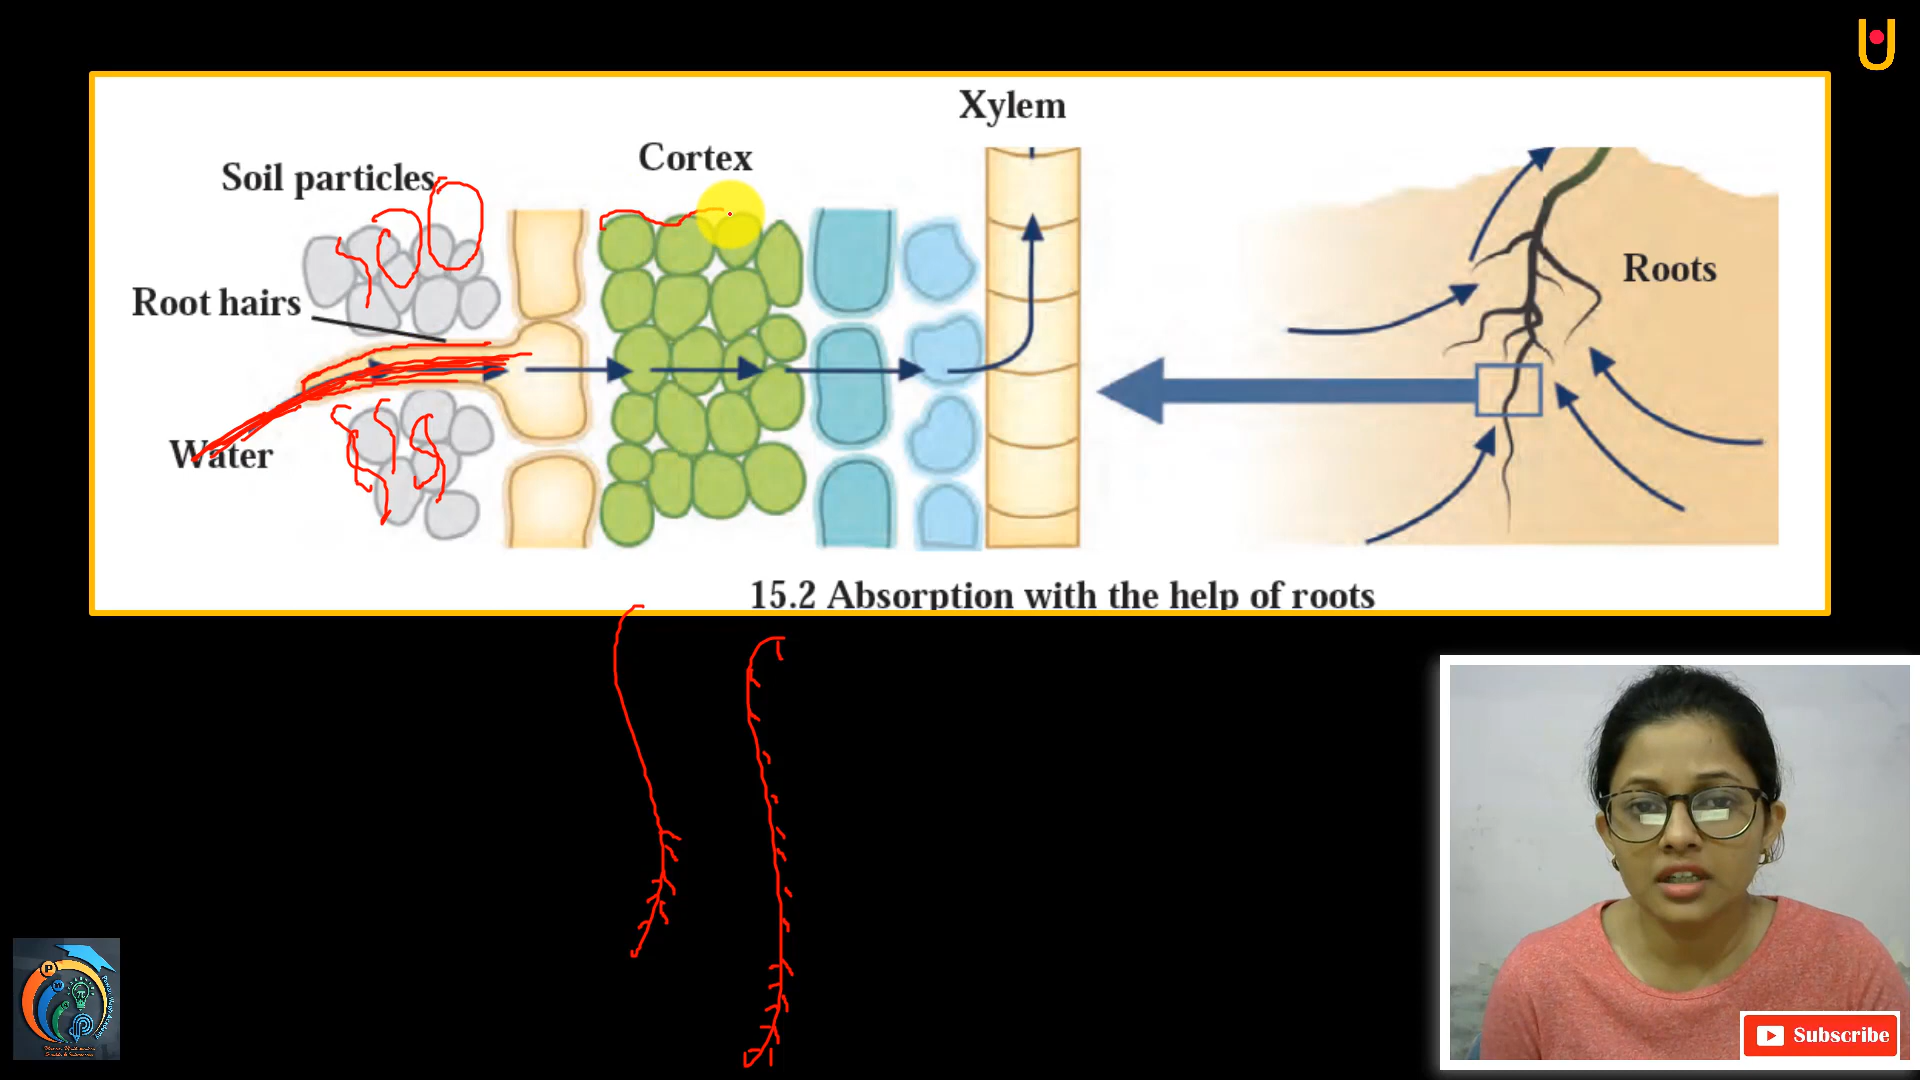 Xylem
Cortex
Soil particles
Root hairs
Roots
Water
15.2 Absorption with the help of roots
Subscribe